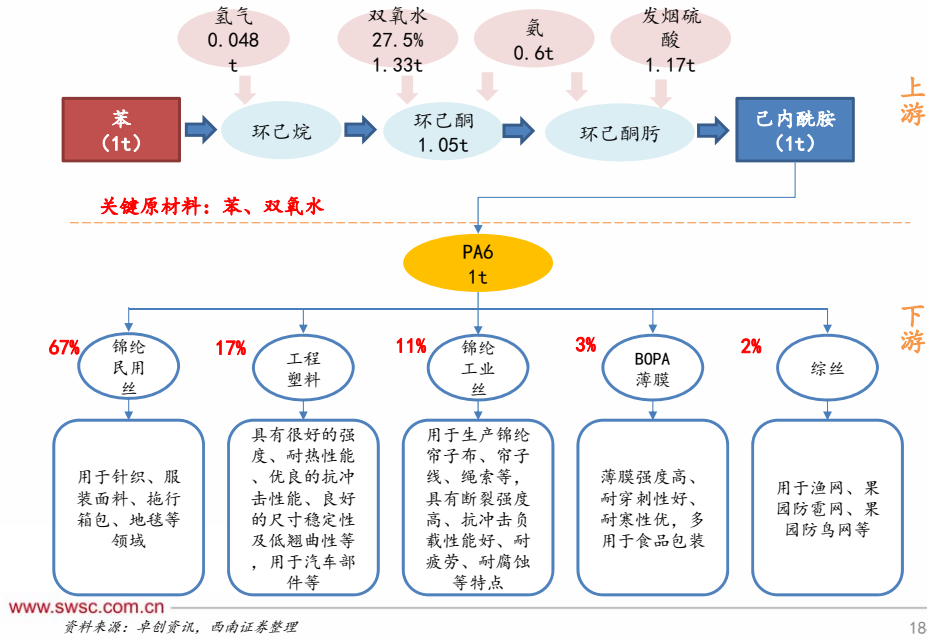 氢气
0.048
t
双氧水
27.5%
1.33t
氨
0.6t
发烟硫
酸
1.17t
苯
（1t）
环己烷
环己酮
1.05t
环己酮肟
己内酰胺
（1t）
上
游
关键原材料：苯、双氧水
PA6
1t
下
游
67%
锦纶
民用
丝
17%
工程
塑料
11%
锦纶
工业
丝
3%
BOPA
薄膜
2%
综丝
用于针织、服
装面料、拖行
箱包、地毯等
领域
具有很好的强
度、耐热性能
、优良的抗冲
击性能、良好
的尺寸稳定性
及低翘曲性等
，用于汽车部
件等
用于生产锦纶
帘子布、帘子
线、绳索等，
具有断裂强度
高、抗冲击负
载性能好、耐
疲劳、耐腐蚀
等特点
薄膜强度高、
耐穿刺性好、
耐寒性优，多
用于食品包装
用于渔网、果
园防雹网、果
园防鸟网等
www.swsc.com.cn
资料来源：卓创资讯，西南证券整理
18